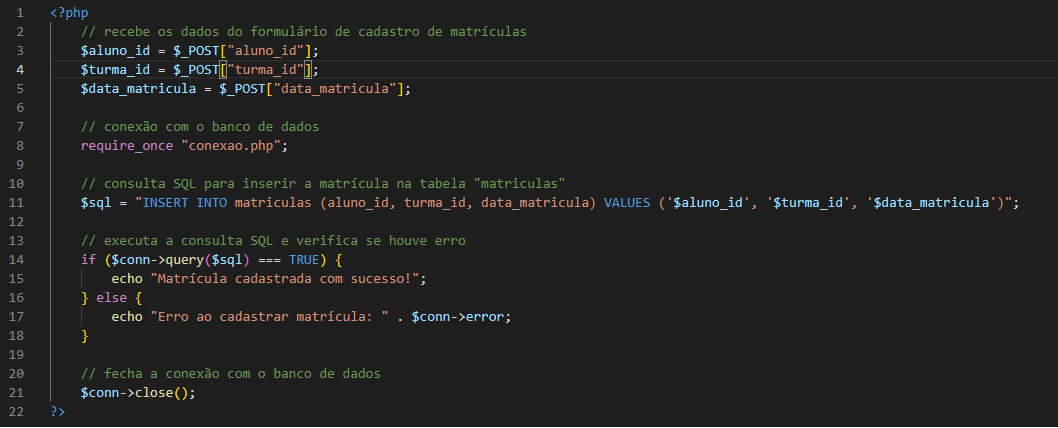 1 <?php
2 // recebe os dados do formulário de cadastro de matrículas
3 $aluno_id = $_POST["aluno_id"];
4 $turma_id = $_POST["turma_id"];
5 $data_matricula = $_POST["data_matricula"];
6
7 // conexão com o banco de dados
8 require_once "conexao.php";
9
10 // consulta SQL para inserir a matrícula na tabela "matriculas"
11 $sql = "INSERT INTO matriculas (aluno_id, turma_id, data_matricula) VALUES ('$aluno_id', '$turma_id', '$data_matricula')";
12
13 // executa a consulta SQL e verifica se houve erro
14 if ($conn->query($sql) === TRUE) {
15 echo "Matrícula cadastrada com sucesso!";
16 } else {
17 echo "Erro ao cadastrar matrícula: " . $conn->error;
18 }
19
20 // fecha a conexão com o banco de dados
21 $conn->close();
22 ?>